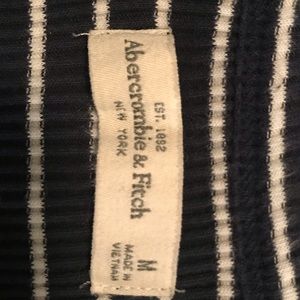 EST. 1892
Abercrombie & Fitch
NEW YORK
M
MADE IN
VIETNAM